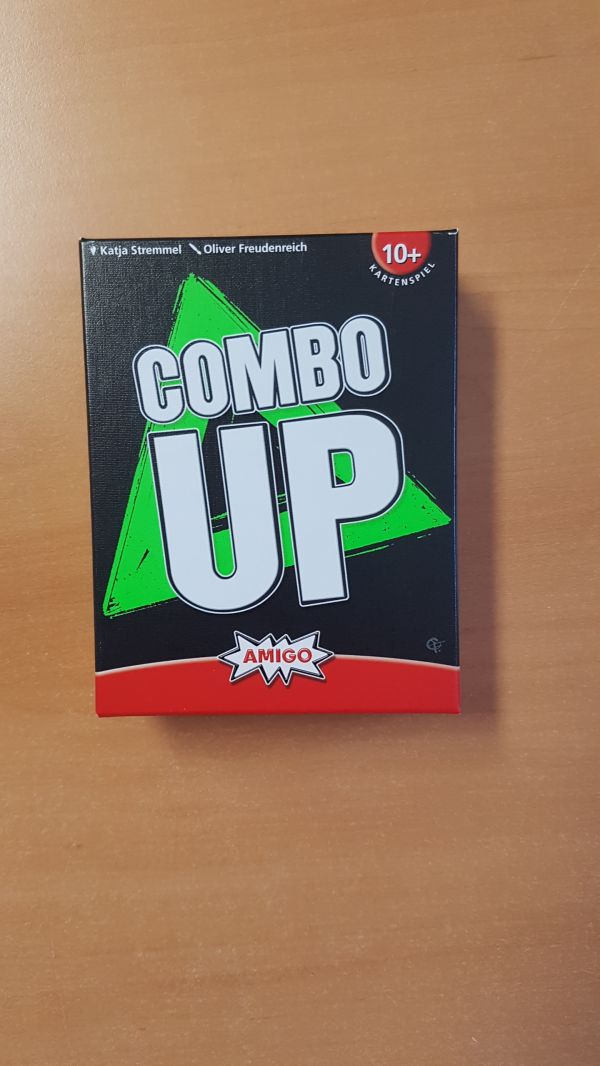 Katja Stremmel Oliver Freudenreich
10+
KARTENSPIEL
COMBO
UP
AMIGO